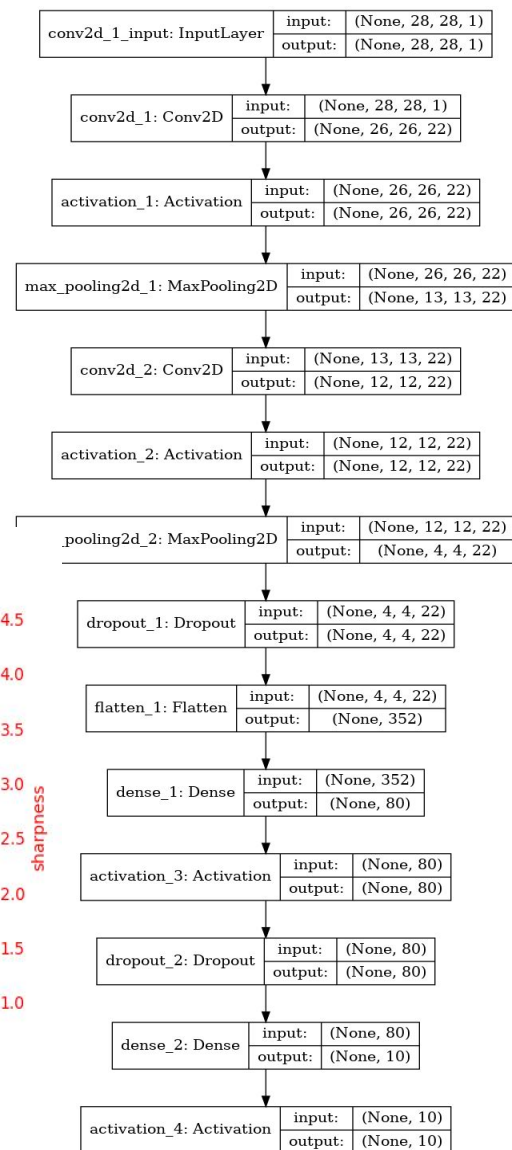 conv2d_1_input: InputLayer
input: (None, 28, 28, 1)
output: (None, 28, 28, 1)
conv2d_1: Conv2D
input: (None, 28, 28, 1)
output: (None, 26, 26, 22)
activation_1: Activation
input: (None, 26, 26, 22)
output: (None, 26, 26, 22)
max_pooling2d_1: MaxPooling2D
input: (None, 26, 26, 22)
output: (None, 13, 13, 22)
conv2d_2: Conv2D
input: (None, 13, 13, 22)
output: (None, 12, 12, 22)
activation_2: Activation
input: (None, 12, 12, 22)
output: (None, 12, 12, 22)
_pooling2d_2: MaxPooling2D
input: (None, 12, 12, 22)
output: (None, 4, 4, 22)
dropout_1: Dropout
input: (None, 4, 4, 22)
output: (None, 4, 4, 22)
flatten_1: Flatten
input: (None, 4, 4, 22)
output: (None, 352)
dense_1: Dense
input: (None, 352)
output: (None, 80)
activation_3: Activation
input: (None, 80)
output: (None, 80)
dropout_2: Dropout
input: (None, 80)
output: (None, 80)
dense_2: Dense
input: (None, 80)
output: (None, 10)
activation_4: Activation
input: (None, 10)
output: (None, 10)
4.5
4.0
3.5
3.0
2.5
2.0
1.5
1.0
sharpness